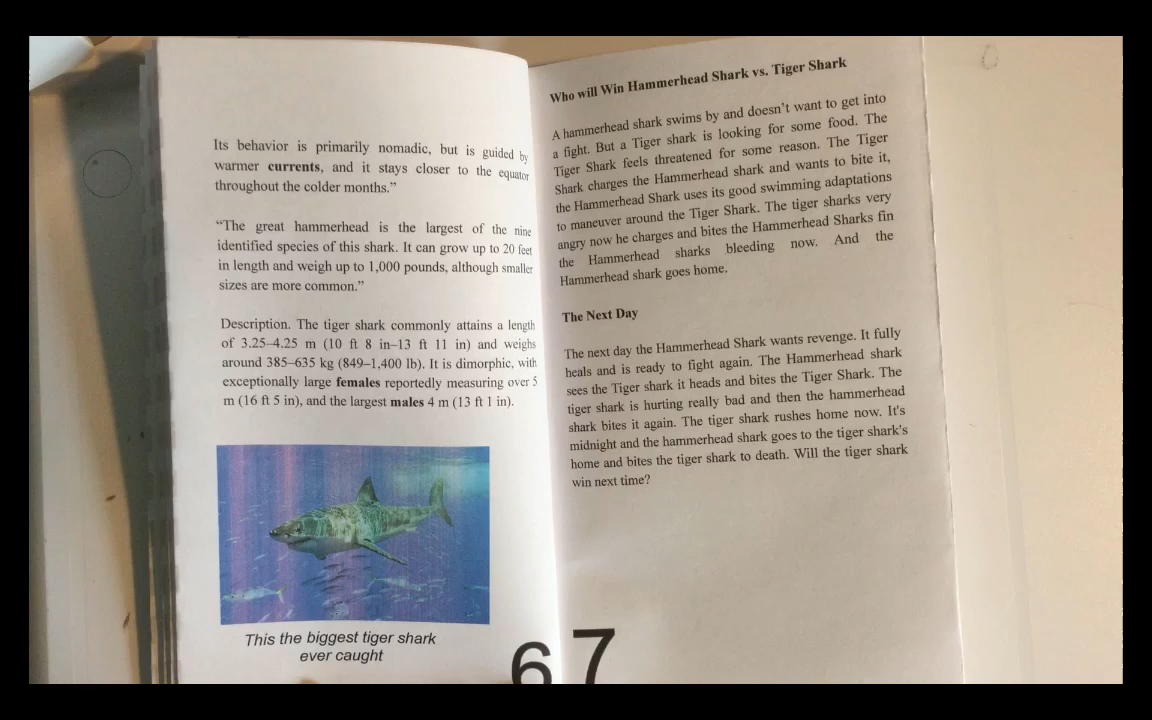 Its behavior is primarily nomadic, but is guided by
warmer currents, and it stays closer to the equator
throughout the colder months.”
“The great hammerhead is the largest of the nine
identified species of this shark. It can grow up to 20 feet
in length and weigh up to 1,000 pounds, although smaller
sizes are more common.”
Description. The tiger shark commonly attains a length
of 3.25–4.25 m (10 ft 8 in–13 ft 11 in) and weighs
around 385–635 kg (849–1,400 lb). It is dimorphic, with
exceptionally large females reportedly measuring over 5
m (16 ft 5 in), and the largest males 4 m (13 ft 1 in).
This the biggest tiger shark
ever caught
6
Who will Win Hammerhead Shark vs. Tiger Shark
A hammerhead shark swims by and doesn’t want to get into
a fight. But a Tiger shark is looking for some food. The
Tiger Shark feels threatened for some reason. The Tiger
Shark charges the Hammerhead shark and wants to bite it,
the Hammerhead Shark uses its good swimming adaptations
to maneuver around the Tiger Shark. The tiger sharks very
angry now he charges and bites the Hammerhead Sharks fin
the Hammerhead sharks bleeding now. And the
Hammerhead shark goes home.
The Next Day
The next day the Hammerhead Shark wants revenge. It fully
heals and is ready to fight again. The Hammerhead shark
sees the Tiger shark it heads and bites the Tiger Shark. The
tiger shark is hurting really bad and then the hammerhead
shark bites it again. The tiger shark rushes home now. It's
midnight and the hammerhead shark goes to the tiger shark's
home and bites the tiger shark to death. Will the tiger shark
win next time?
7